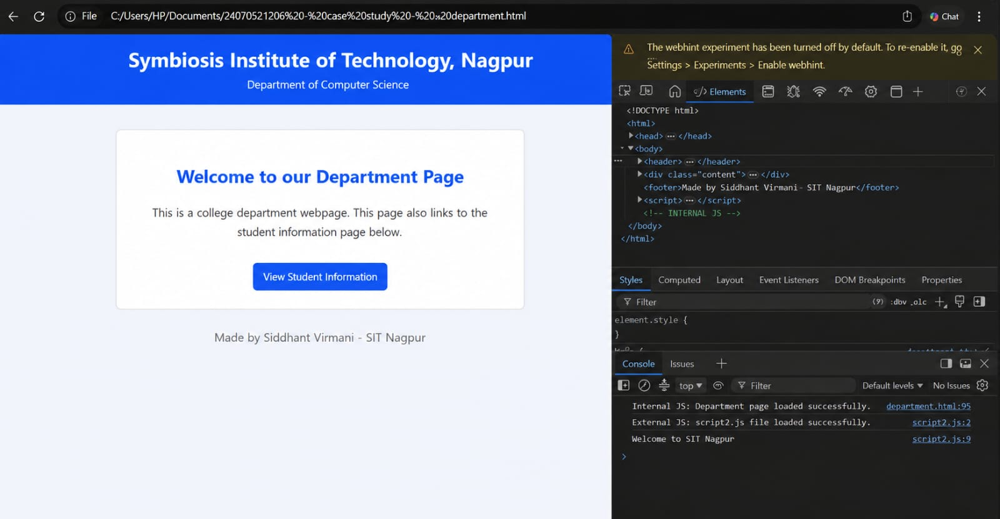 File C:/Users/HP/Documents/24070521206%20-%20case%20study%20-%20department.html Chat
Symbiosis Institute of Technology, Nagpur
Department of Computer Science
Welcome to our Department Page
This is a college department webpage. This page also links to the
student information page below.
View Student Information
Made by Siddhant Virmani - SIT Nagpur
The webhint experiment has been turned off by default. To re-enable it, go
Settings > Experiments > Enable webhint.
</> Elements
<!DOCTYPE html>
<html>
<head> ••• </head>
<body>
••• <header> ••• </header>
<div class="content"> ••• </div>
<footer>Made by Siddhant Virmani- SIT Nagpur</footer>
<script> ••• </script>
<!-- INTERNAL JS -->
</body>
</html>
Styles Computed Layout Event Listeners DOM Breakpoints Properties
Filter
element.style {
}
Console Issues
top Filter Default levels No Issues
Internal JS: Department page loaded successfully. department.html:95
External JS: script2.js file loaded successfully. script2.js:2
Welcome to SIT Nagpur script2.js:9
>